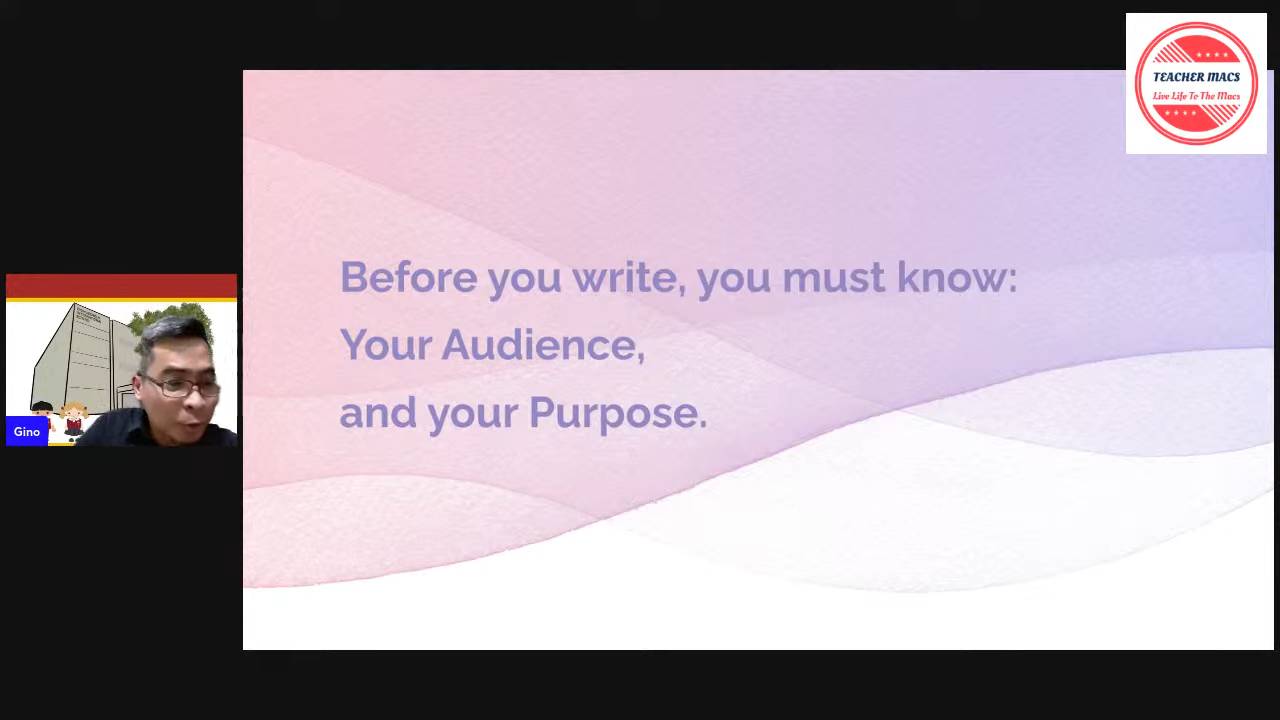 TEACHER MACS
Live Life To The Macs
Before you write, you must know:
Your Audience,
and your Purpose.
Gino